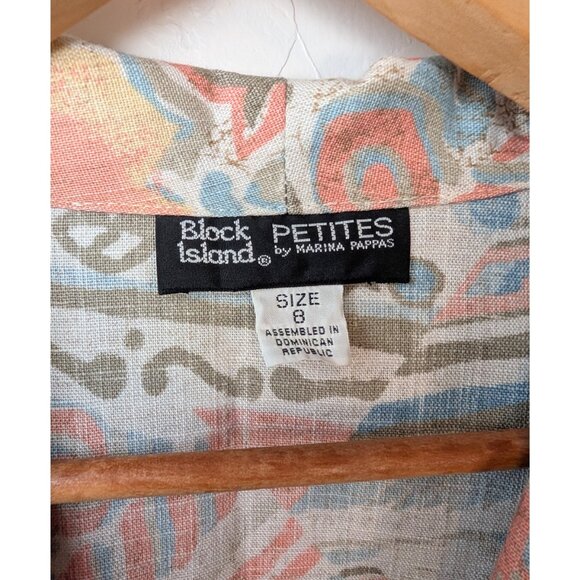 Block
Island®
PETITES
by MARINA PAPPAS
SIZE
8
ASSEMBLED IN
DOMINICAN
REPUBLIC